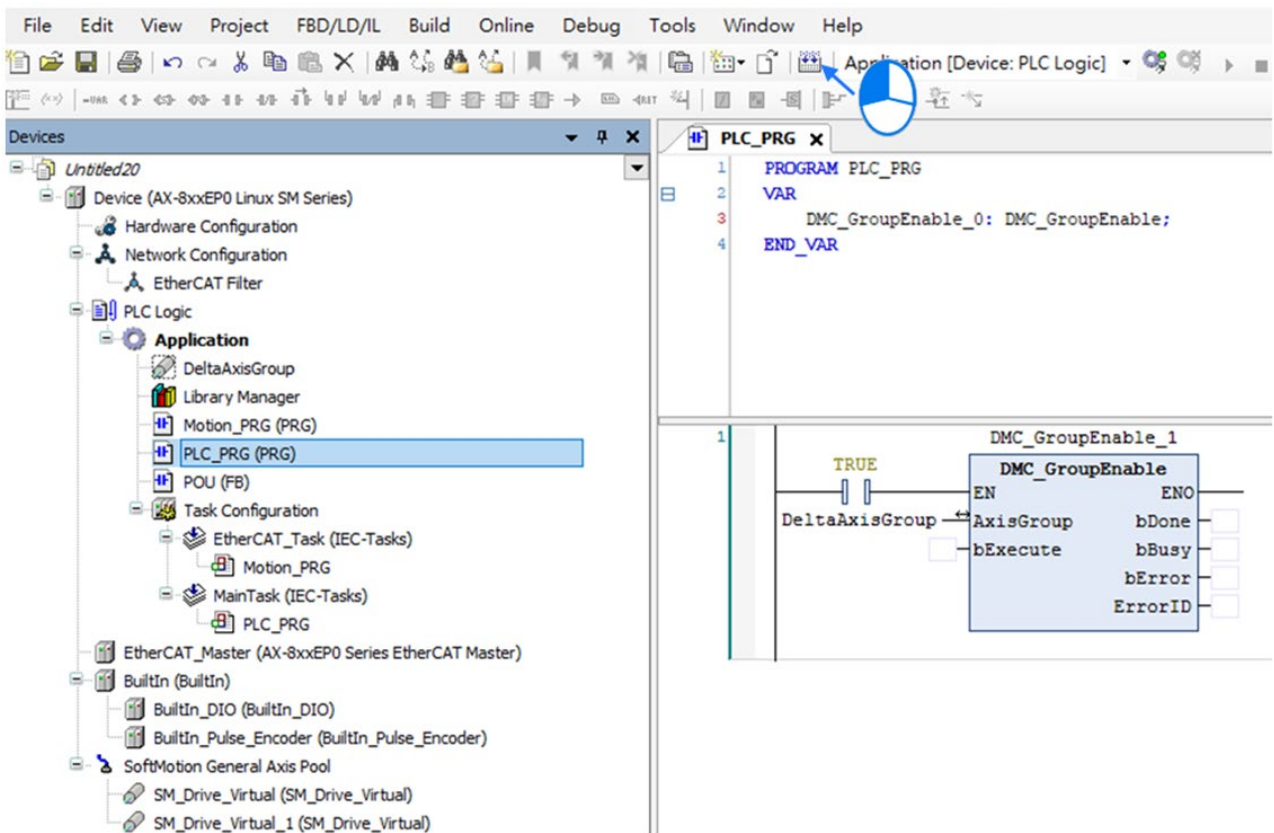 File Edit View Project FBD/LD/IL Build Online Debug Tools Window Help
Application [Device: PLC Logic]
Devices
Untitled20
Device (AX-8xxEP0 Linux SM Series)
Hardware Configuration
Network Configuration
EtherCAT Filter
PLC Logic
Application
DeltaAxisGroup
Library Manager
Motion_PRG (PRG)
PLC_PRG (PRG)
POU (FB)
Task Configuration
EtherCAT_Task (IEC-Tasks)
Motion_PRG
MainTask (IEC-Tasks)
PLC_PRG
EtherCAT_Master (AX-8xxEP0 Series EtherCAT Master)
BuiltIn (BuiltIn)
BuiltIn_DIO (BuiltIn_DIO)
BuiltIn_Pulse_Encoder (BuiltIn_Pulse_Encoder)
SoftMotion General Axis Pool
SM_Drive_Virtual (SM_Drive_Virtual)
SM_Drive_Virtual_1 (SM_Drive_Virtual)
PLC_PRG
1 PROGRAM PLC_PRG
2 VAR
3 DMC_GroupEnable_0: DMC_GroupEnable;
4 END_VAR
1 DMC_GroupEnable_1
TRUE DMC_GroupEnable
EN ENO
DeltaAxisGroup AxisGroup bDone
bExecute bBusy
bError
ErrorID